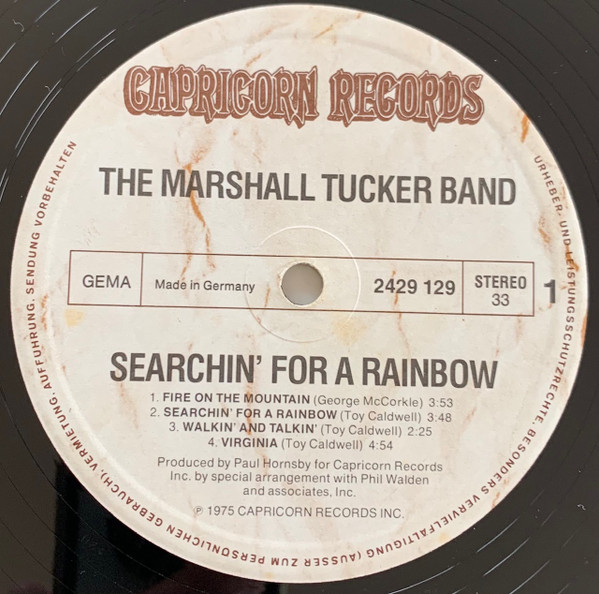 CAPRICORN RECORDS
THE MARSHALL TUCKER BAND
GEMA
Made in Germany
2429 129
STEREO
33
1
SEARCHIN' FOR A RAINBOW
1. FIRE ON THE MOUNTAIN (George McCorkle) 3:53
2. SEARCHIN' FOR A RAINBOW (Toy Caldwell) 3:48
3. WALKIN' AND TALKIN' (Toy Caldwell) 2:25
4. VIRGINIA (Toy Caldwell) 4:54
Produced by Paul Hornsby for Capricorn Records
Inc. by special arrangement with Phil Walden
and associates, Inc.
℗ 1975 CAPRICORN RECORDS INC.
URHEBER- UND LEISTUNGSSCHUTZRECHTE, BESONDERS VERVIELFÄLTIGUNG (AUSSER ZUM PERSÖNLICHEN GEBRAUCH), VERMIETUNG, AUFFÜHRUNG, SENDUNG VORBEHALTEN